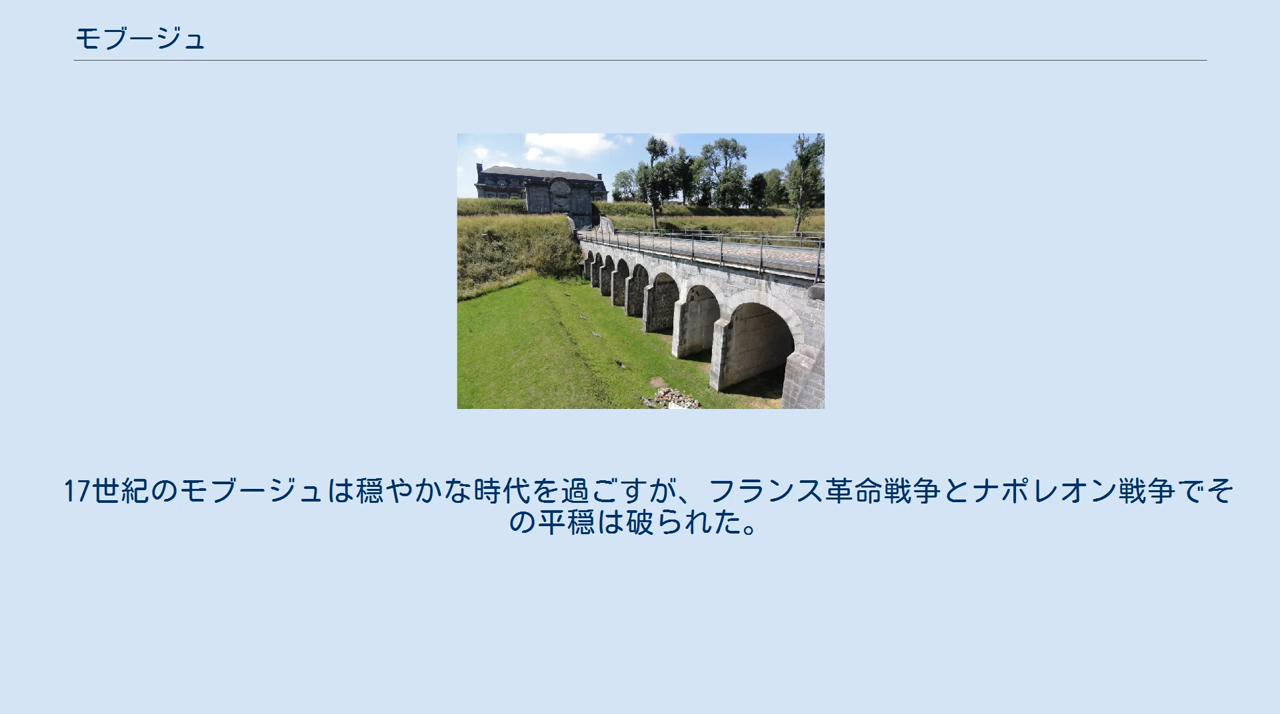 モブージュ
17世紀のモブージュは穏やかな時代を過ごすが、フランス革命戦争とナポレオン戦争でそ
の平穏は破られた。